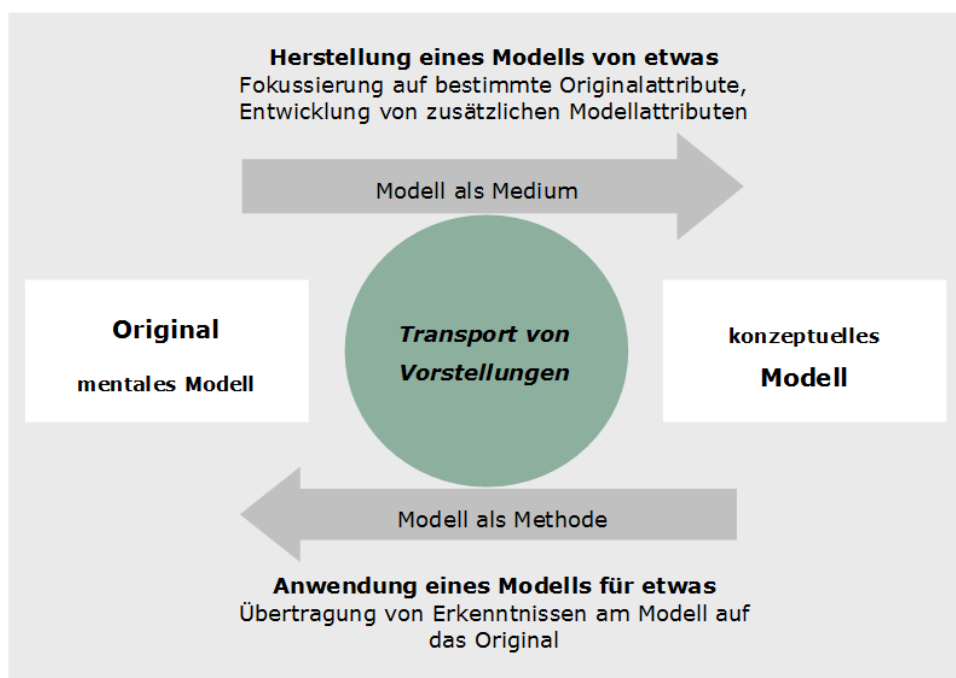 Herstellung eines Modells von etwas
Fokussierung auf bestimmte Originalattribute,
Entwicklung von zusätzlichen Modellattributen
Modell als Medium
Original
mentales Modell
Transport von
Vorstellungen
konzeptuelles
Modell
Modell als Methode
Anwendung eines Modells für etwas
Übertragung von Erkenntnissen am Modell auf
das Original